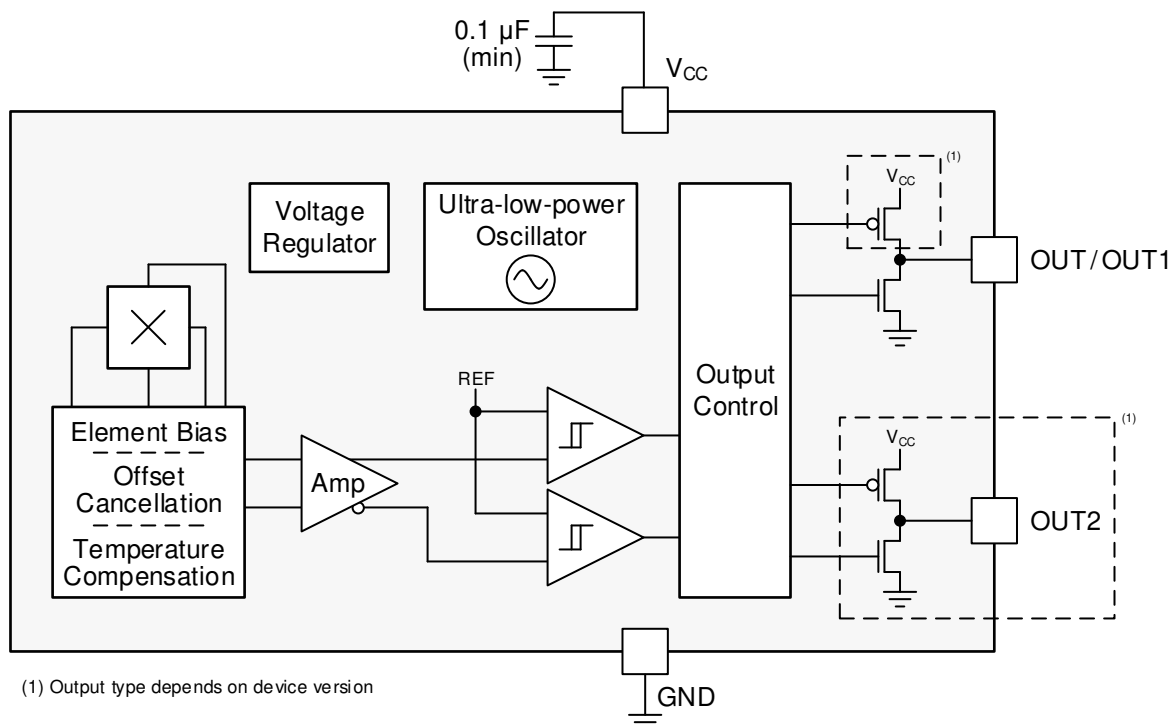 0.1 µF
(min)
VCC
(1)
VCC
Voltage
Regulator
Ultra-low-power
Oscillator
OUT/OUT1
REF
Output
Control
Element Bias
Offset
Cancellation
Temperature
Compensation
Amp
(1)
VCC
OUT2
GND
(1) Output type depends on device version